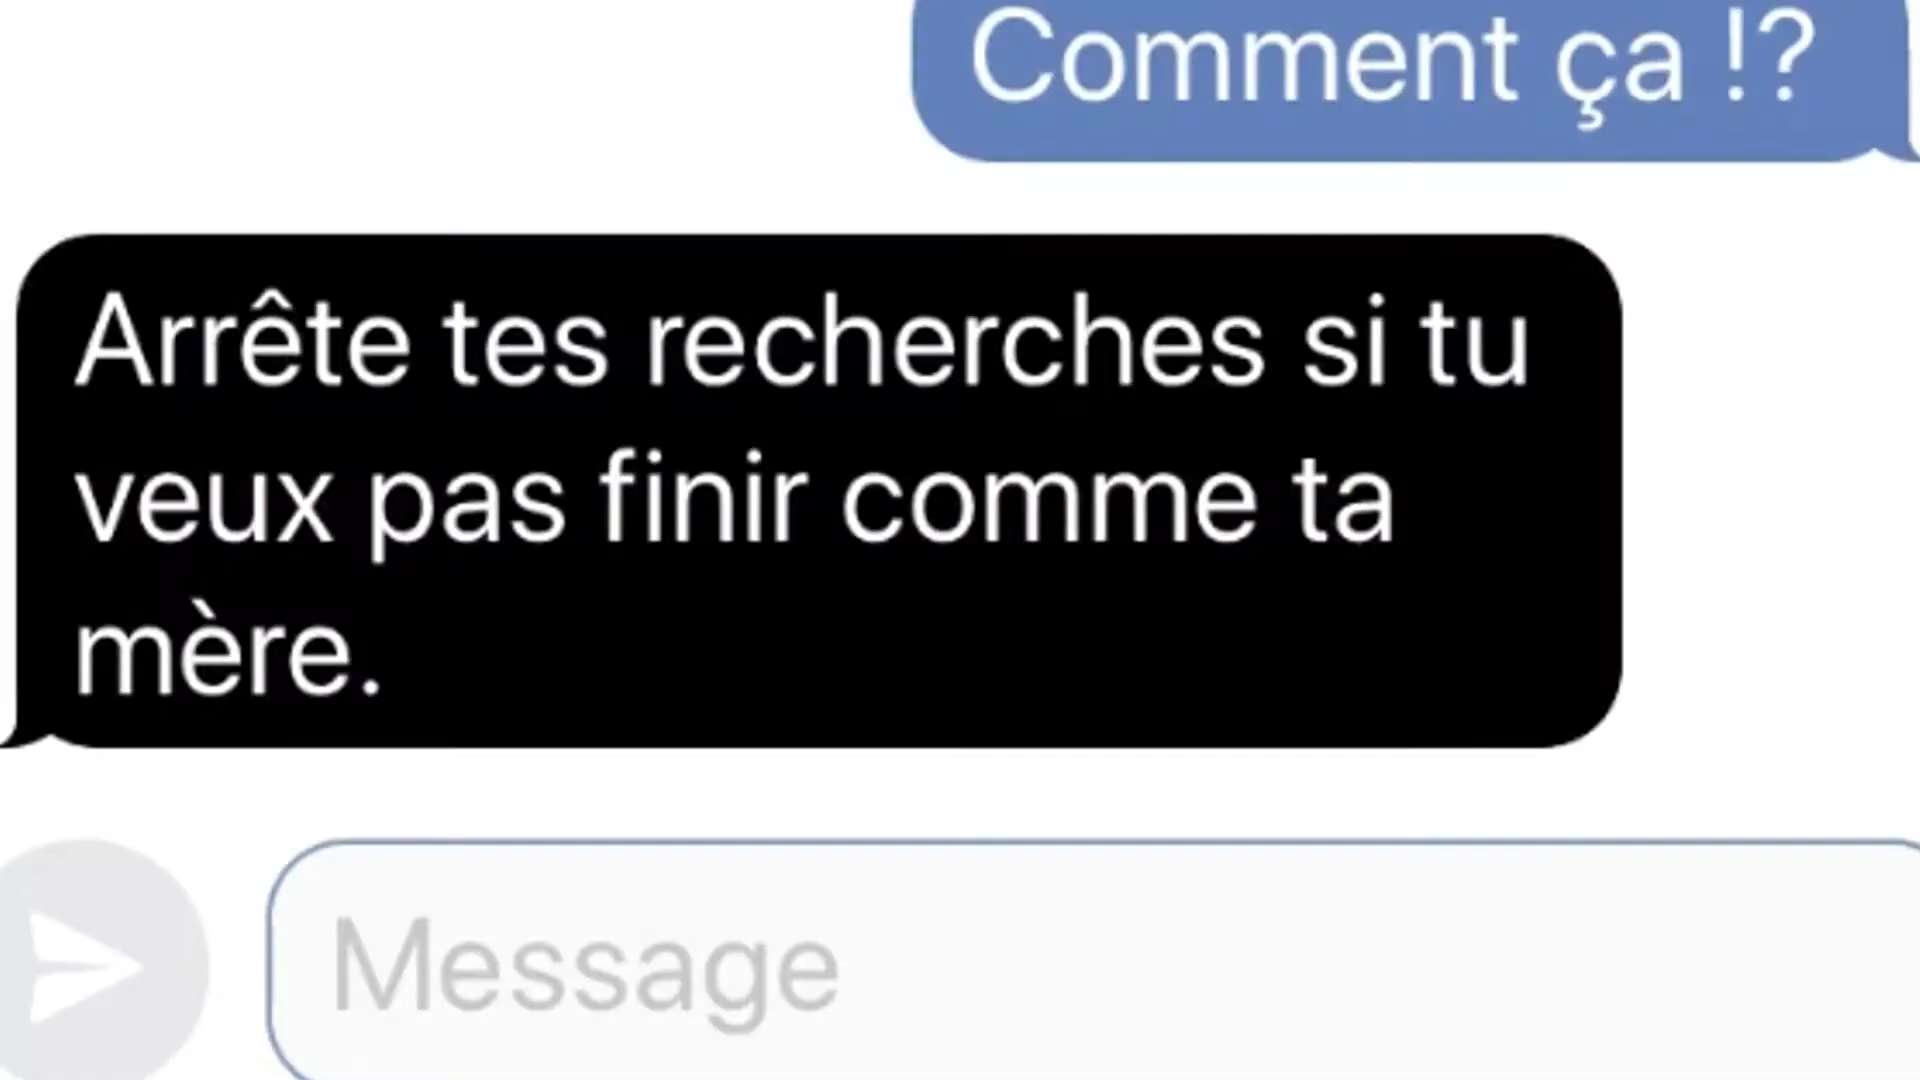 Comment ça !?
Arrête tes recherches si tu
veux pas finir comme ta
mère.
Message